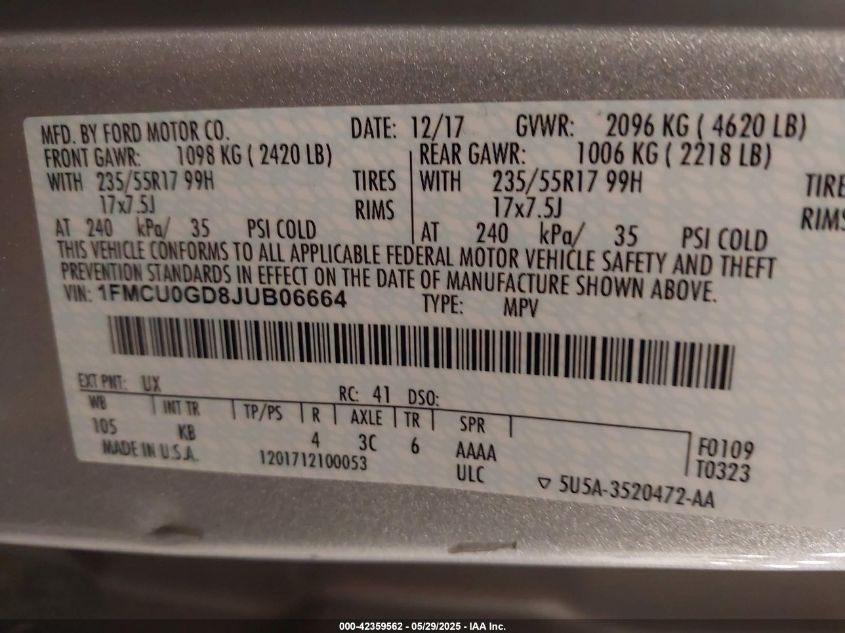 MFD. BY FORD MOTOR CO. DATE: 12/17 GVWR: 2096 KG ( 4620 LB)
FRONT GAWR: 1098 KG ( 2420 LB) REAR GAWR: 1006 KG ( 2218 LB)
WITH 235/55R17 99H TIRES WITH 235/55R17 99H TIRE
17x7.5J RIMS 17x7.5J RIMS
AT 240 kPa/ 35 PSI COLD AT 240 kPa/ 35 PSI COLD
THIS VEHICLE CONFORMS TO ALL APPLICABLE FEDERAL MOTOR VEHICLE SAFETY AND THEFT
PREVENTION STANDARDS IN EFFECT ON THE DATE OF MANUFACTURE SHOWN ABOVE.
VIN: 1FMCU0GD8JUB06664 TYPE: MPV
EXT PNT: UX RC: 41 DSO:
WB INT TR TP/PS R AXLE TR SPR
105 KB 4 3C 6 AAAA F0109
MADE IN U.S.A. 1201712100053 ULC T0323
5U5A-3520472-AA
000-42359562 - 05/29/2025 - IAA Inc.